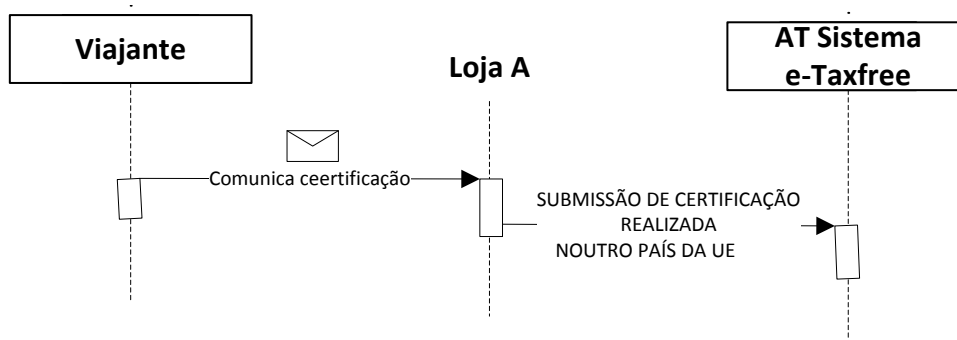 Viajante
Loja A
AT Sistema
e-Taxfree
Comunica ceertificação
SUBMISSÃO DE CERTIFICAÇÃO
REALIZADA
NOUTRO PAÍS DA UE